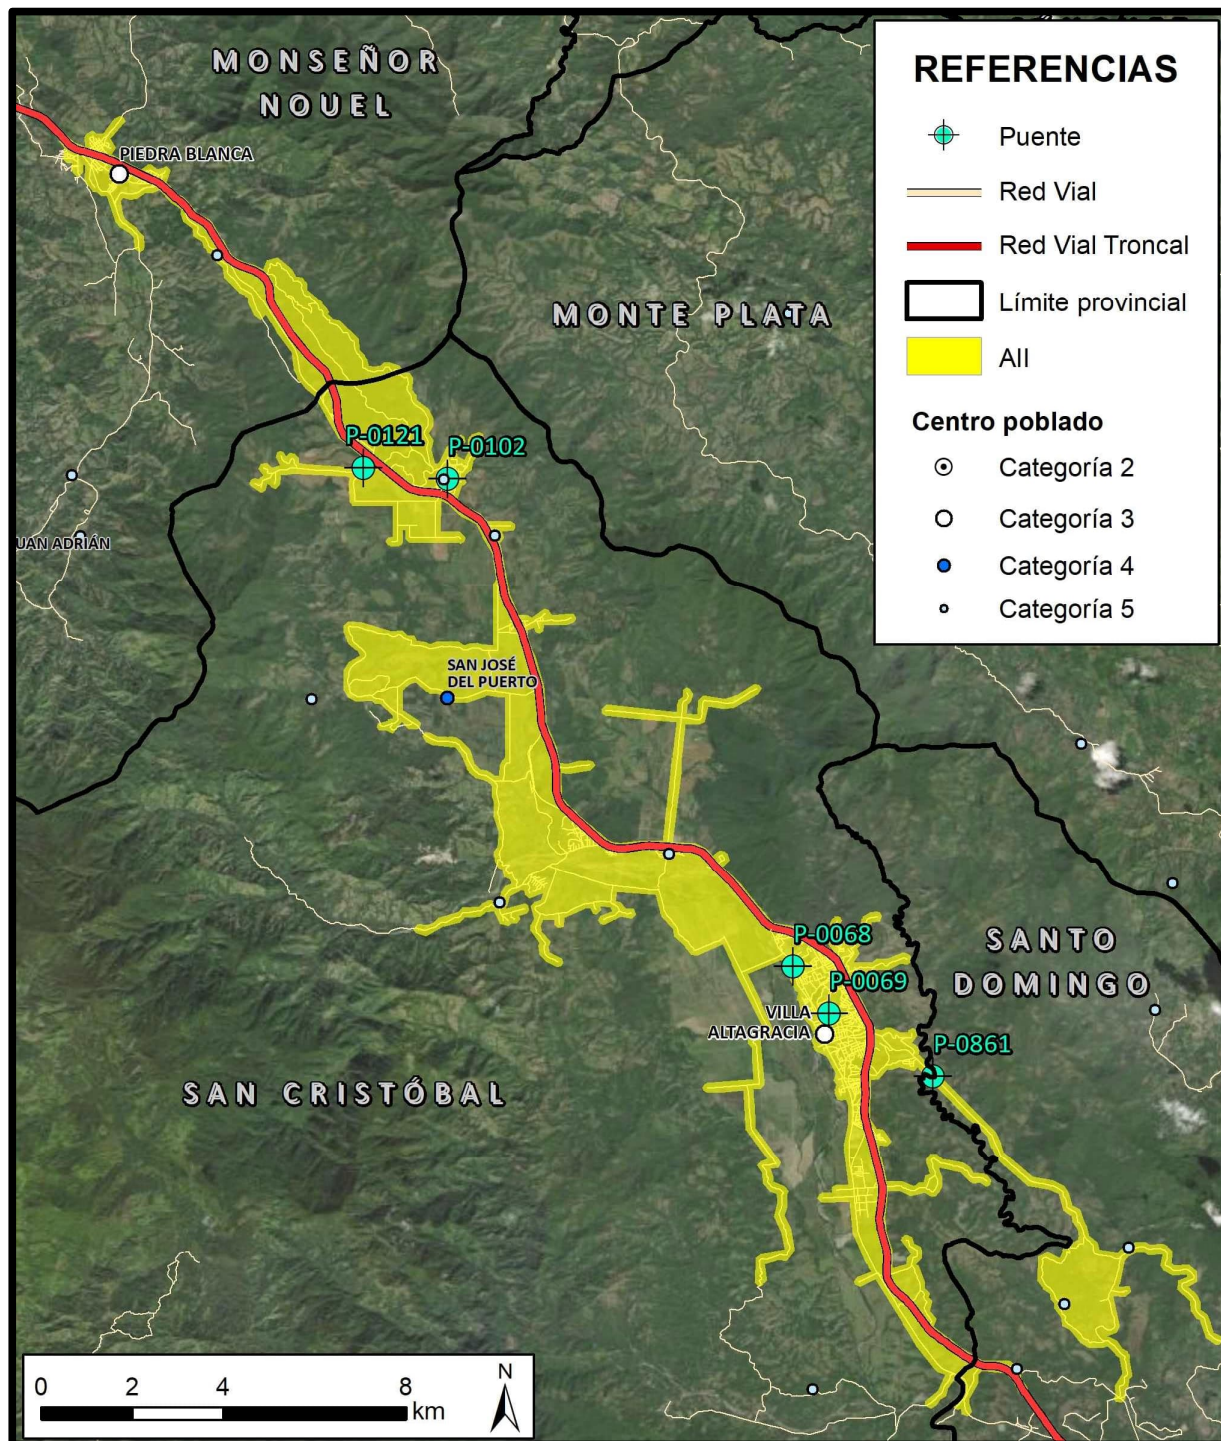 MONSEÑOR
NOUEL
PIEDRA BLANCA
MONTE PLATA
P-0121
P-0102
UAN ADRIÁN
SAN JOSÉ
DEL PUERTO
P-0068
P-0069
VILLA
ALTAGRACIA
SANTO
DOMINGO
P-0861
SAN CRISTÓBAL
REFERENCIAS
Puente
Red Vial
Red Vial Troncal
Límite provincial
AII
Centro poblado
Categoría 2
Categoría 3
Categoría 4
Categoría 5
0 2 4 8
km
N